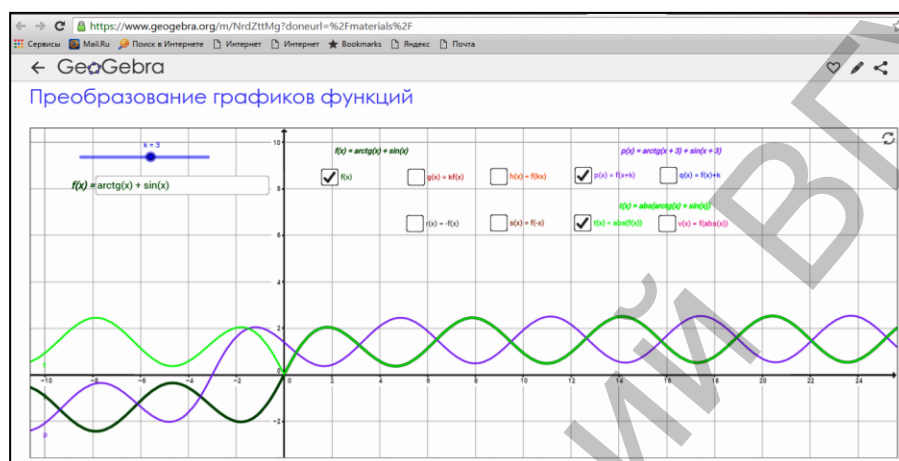 https://www.geogebra.org/m/NrdZttMg?doneurl=%2Fmaterials%2F
Сервисы Mail.Ru Поиск в Интернете Интернет Интернет Bookmarks Яндекс Почта
GeoGebra
Преобразование графиков функций
k = 3
f(x) = arctg(x) + sin(x)
f(x) = arctg(x) + sin(x)
p(x) = arctg(x + 3) + sin(x + 3)
f(x) g(x) = kf(x) h(x) = f(kx) p(x) = f(x+k) q(x) = f(x)+k
t(x) = abs(arctg(x) + sin(x))
r(x) = -f(x) s(x) = f(-x) t(x) = abs(f(x)) v(x) = f(abs(x))
10
8
6
4
2
0
-10 -8 -6 -4 -2 0 2 4 6 8 10 12 14 16 18 20 22 24
-2
t
p
ИЙ ВГУ